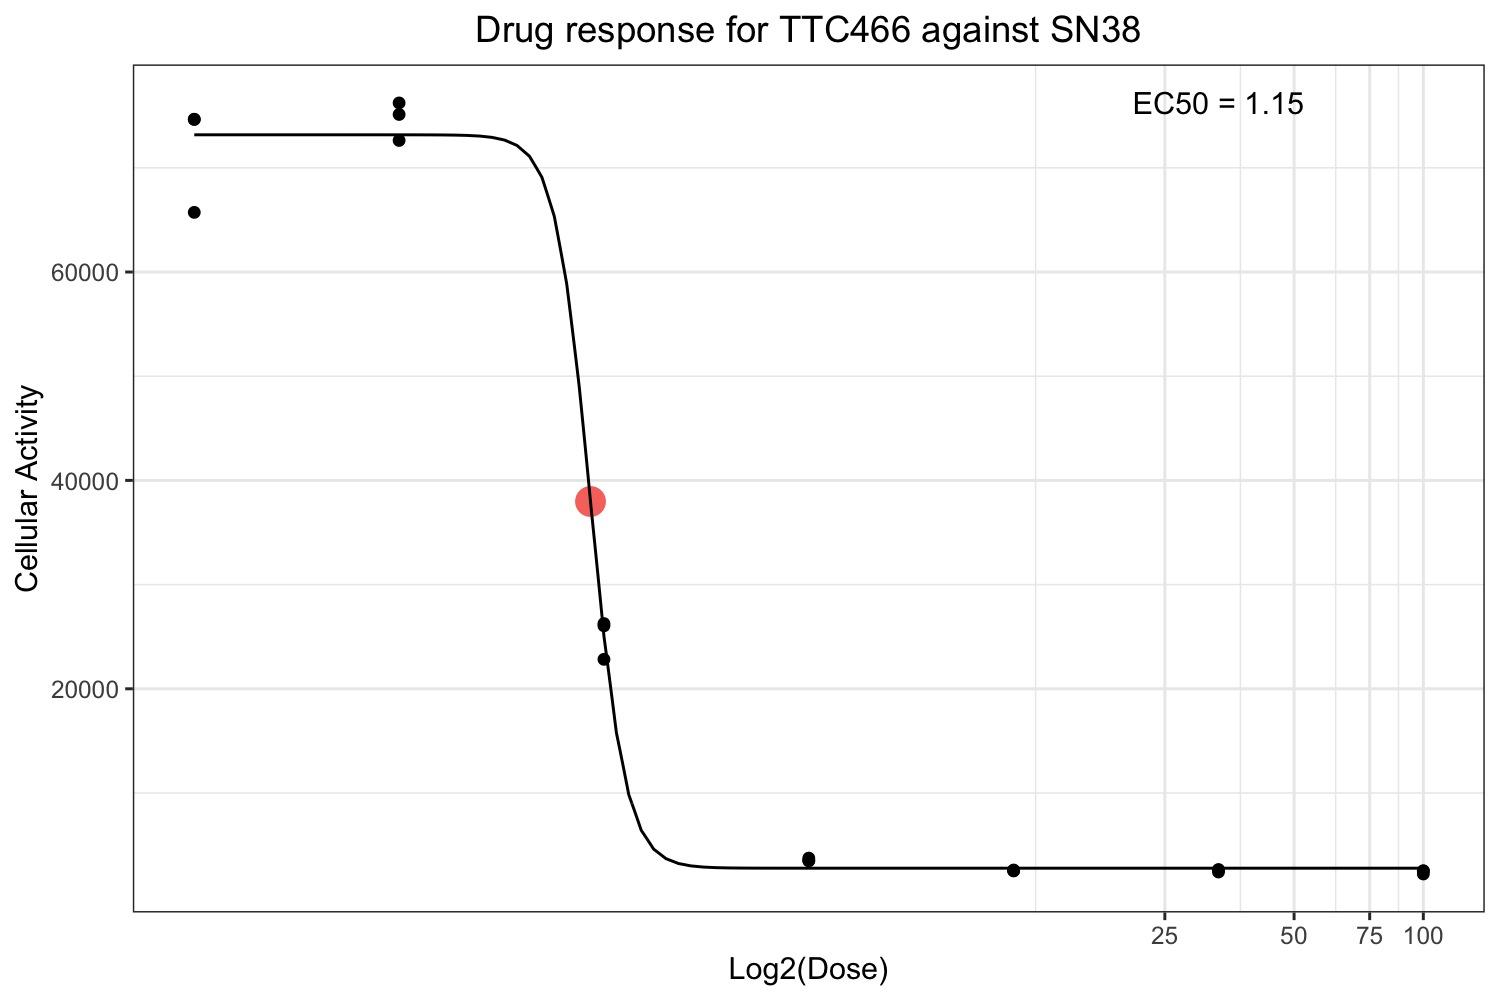 Drug response for TTC466 against SN38
EC50 = 1.15
Cellular Activity
60000
40000
20000
25 50 75 100
Log2(Dose)